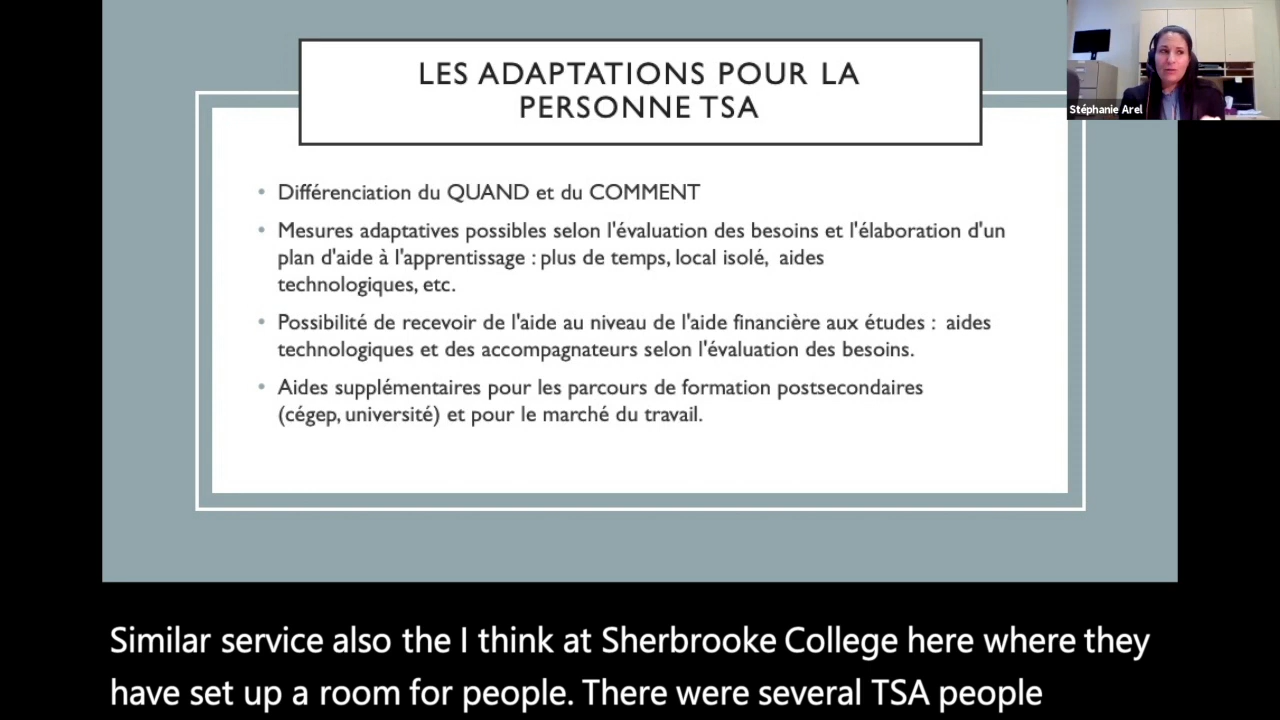 LES ADAPTATIONS POUR LA
PERSONNE TSA
Stéphanie Arel
• Différenciation du QUAND et du COMMENT
• Mesures adaptatives possibles selon l'évaluation des besoins et l'élaboration d'un
plan d'aide à l'apprentissage : plus de temps, local isolé, aides
technologiques, etc.
• Possibilité de recevoir de l'aide au niveau de l'aide financière aux études : aides
technologiques et des accompagnateurs selon l'évaluation des besoins.
• Aides supplémentaires pour les parcours de formation postsecondaires
(cégep, université) et pour le marché du travail.
Similar service also the I think at Sherbrooke College here where they
have set up a room for people. There were several TSA people